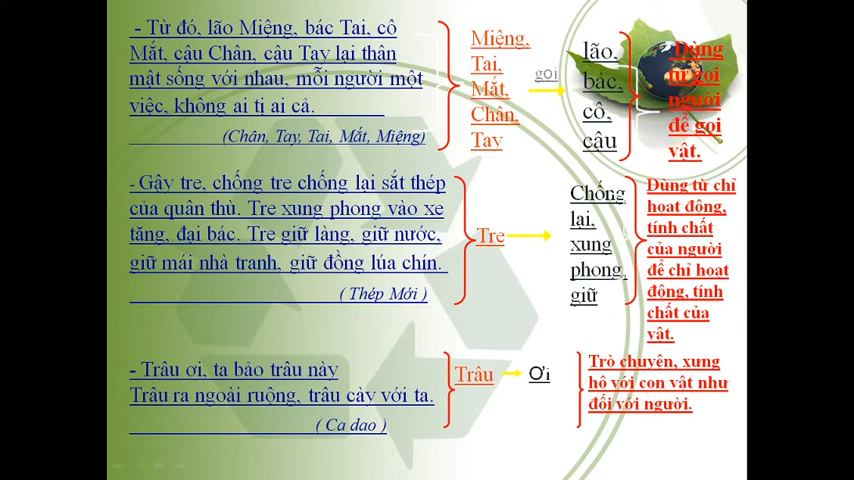 - Từ đó, lão Miệng, bác Tai, cô
Mắt, cậu Chân, cậu Tay lại thân
mật sống với nhau, mỗi người một
việc, không ai tị ai cả.
(Chân, Tay, Tai, Mắt, Miệng)
Miệng,
Tai,
Mắt,
Chân,
Tay
gọi
lão,
bác,
cô,
cậu
Dùng
từ gọi
người
để gọi
vật.
- Gậy tre, chống tre chống lại sắt thép
của quân thù. Tre xung phong vào xe
tăng, đại bác. Tre giữ làng, giữ nước,
giữ mái nhà tranh, giữ đồng lúa chín.
( Thép Mới )
Tre
Chống
lại,
xung
phong,
giữ
Dùng từ chỉ
hoạt động,
tính chất
của người
để chỉ hoạt
động, tính
chất của
vật.
- Trâu ơi, ta bảo trâu này
Trâu ra ngoài ruộng, trâu cày với ta.
( Ca dao )
Trâu
Ơi
Trò chuyện, xưng
hô với con vật như
đối với người.